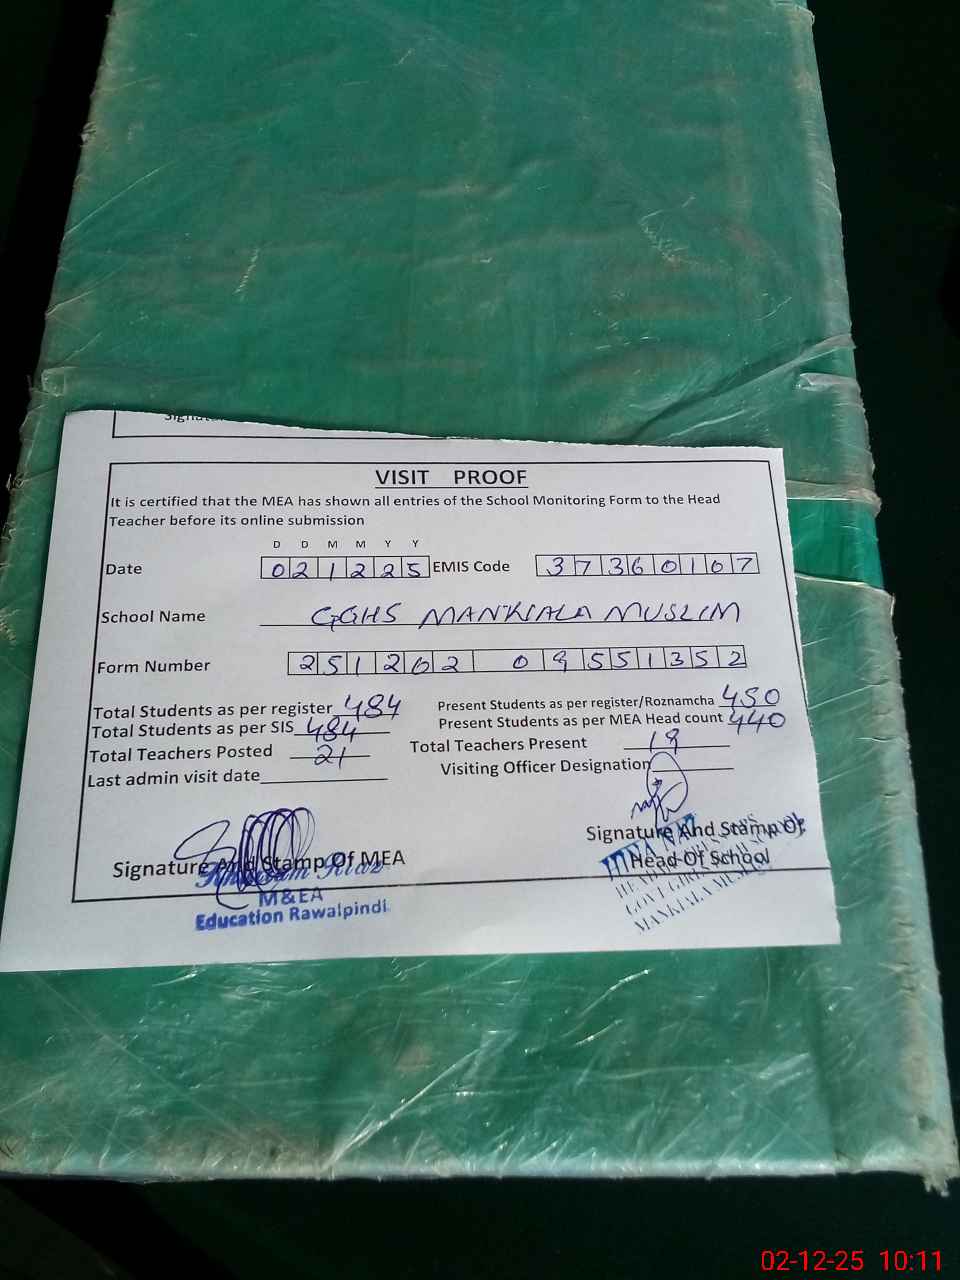 VISIT PROOF
It is certified that the MEA has shown all entries of the School Monitoring Form to the Head
Teacher before its online submission
D D M M Y Y
Date 021225 EMIS Code 37360107
School Name GGHS MANKIALA MUSLIM
Form Number 251202 09551352
Total Students as per register 484 Present Students as per register/Roznamcha 450
Total Students as per SIS 484 Present Students as per MEA Head count 440
Total Teachers Posted 21 Total Teachers Present 19
Last admin visit date Visiting Officer Designation
Signature And Stamp Of MEA Signature And Stamp Of
Head Of School
Riaz
M&EA
Education Rawalpindi
GOVT GIRLS
MANKIALA MUSLIM
02-12-25 10:11